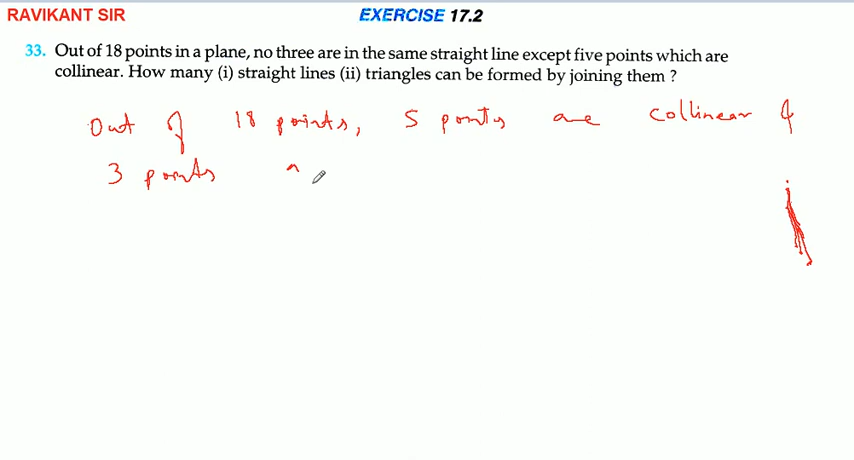 RAVIKANT SIR EXERCISE 17.2
33. Out of 18 points in a plane, no three are in the same straight line except five points which are
collinear. How many (i) straight lines (ii) triangles can be formed by joining them ?
Out of 18 points, 5 points are collinear &
3 points